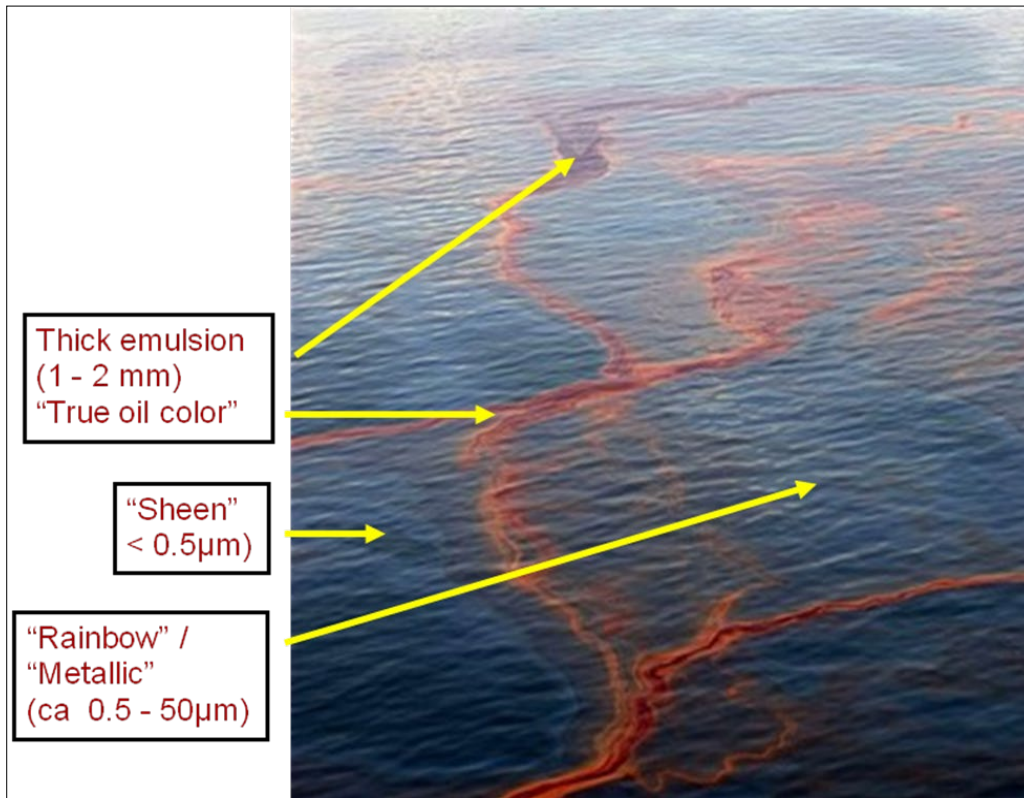 Thick emulsion
(1 - 2 mm)
“True oil color”
“Sheen”
< 0.5µm)
“Rainbow” /
“Metallic”
(ca  0.5 - 50µm)